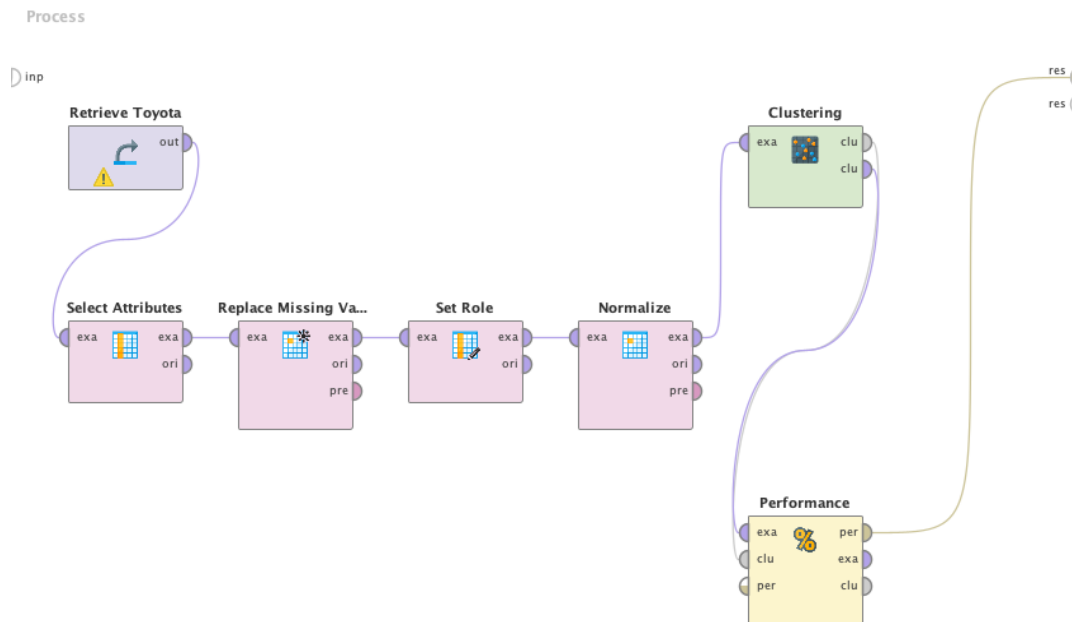 Process
inp
res
res
Retrieve Toyota
out
Clustering
exa
clu
clu
Select Attributes
exa
exa
ori
Replace Missing Va...
exa
exa
ori
pre
Set Role
exa
exa
ori
Normalize
exa
exa
ori
pre
Performance
exa
per
%
clu
exa
per
clu